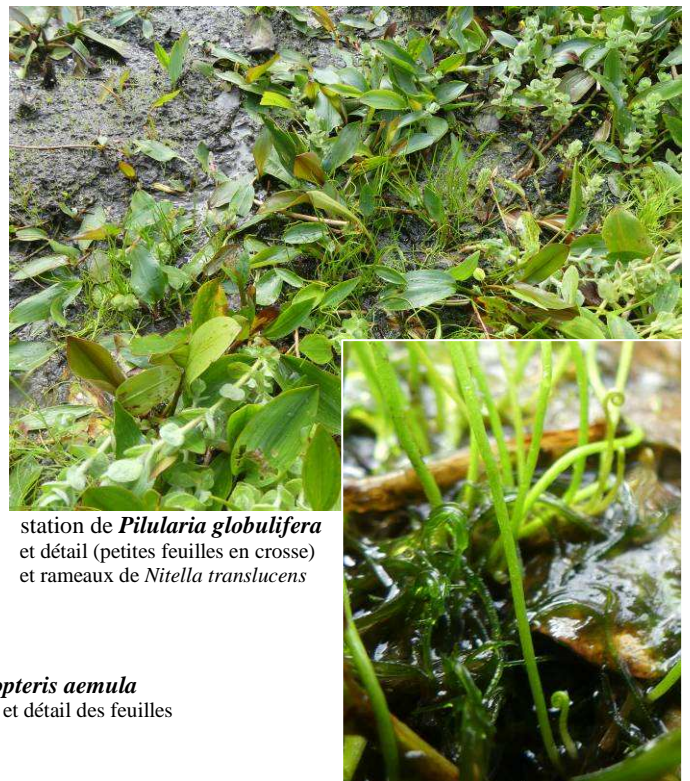 station de Pilularia globulifera
et détail (petites feuilles en crosse)
et rameaux de Nitella translucens
opteris aemula
et détail des feuilles